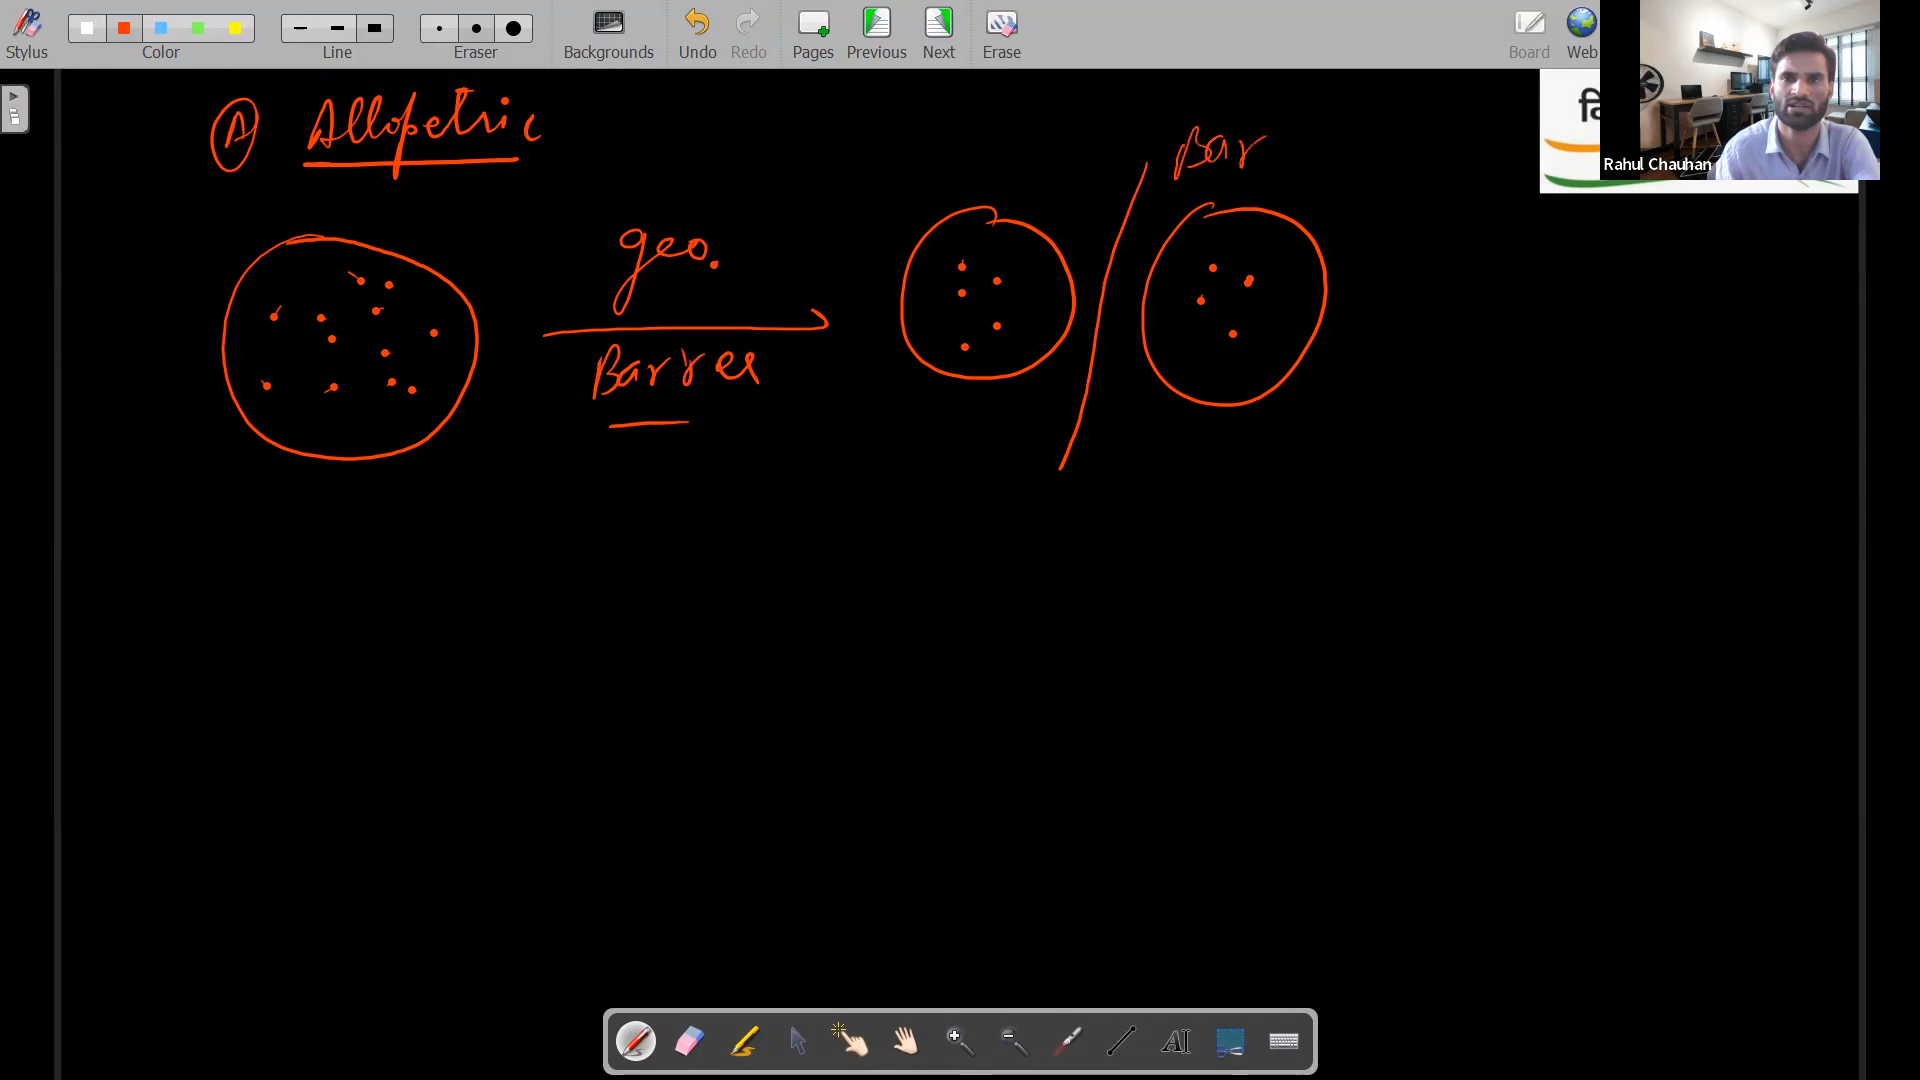 Stylus Color Line Eraser Backgrounds Undo Redo Pages Previous Next Erase Board Web
Rahul Chauhan
A Allopetric
Bar
geo.
Barrer